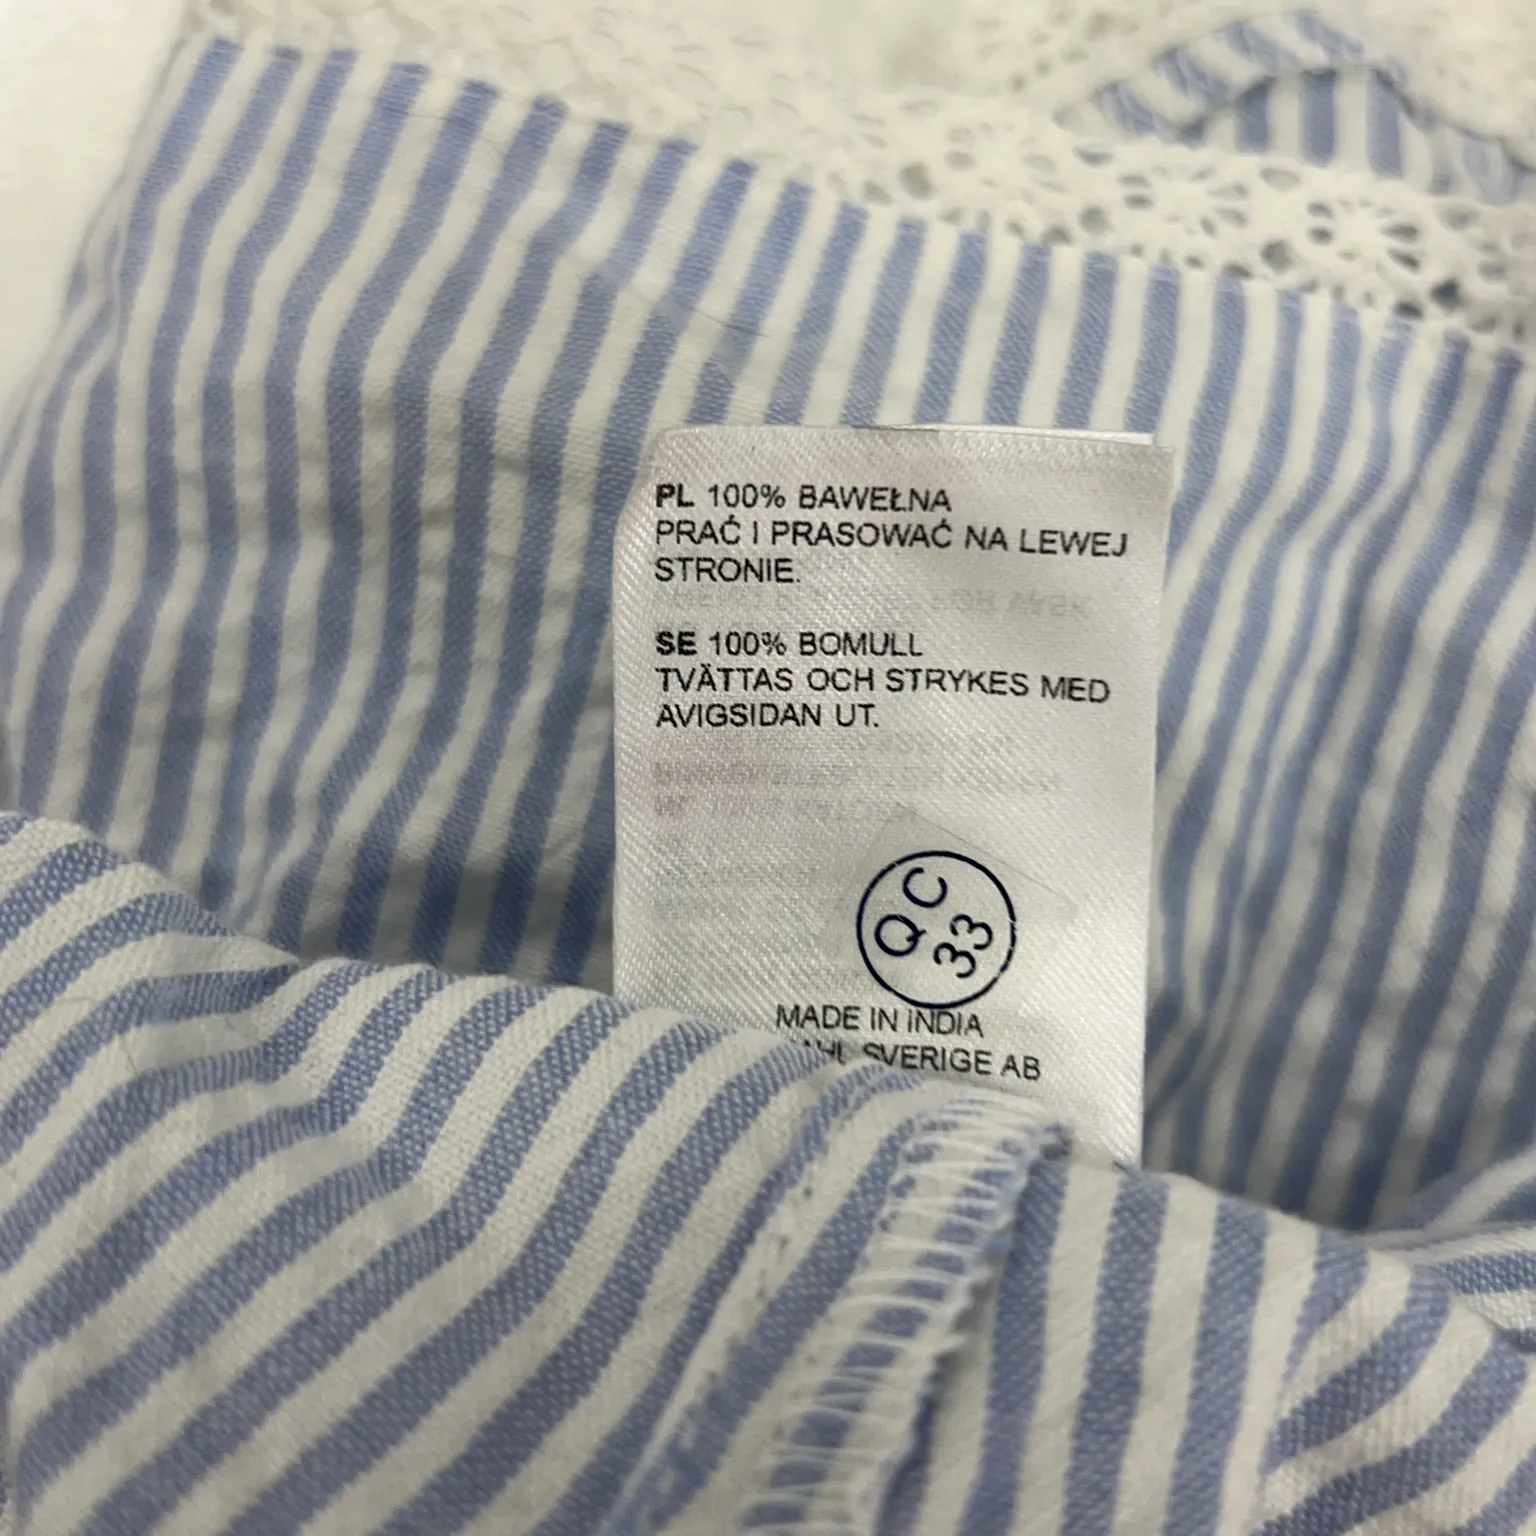 PL 100% BAWEŁNA
PRAĆ I PRASOWAĆ NA LEWEJ
STRONIE.
SE 100% BOMULL
TVÄTTAS OCH STRYKES MED
AVIGSIDAN UT.
QC
33
MADE IN INDIA
SVERIGE AB